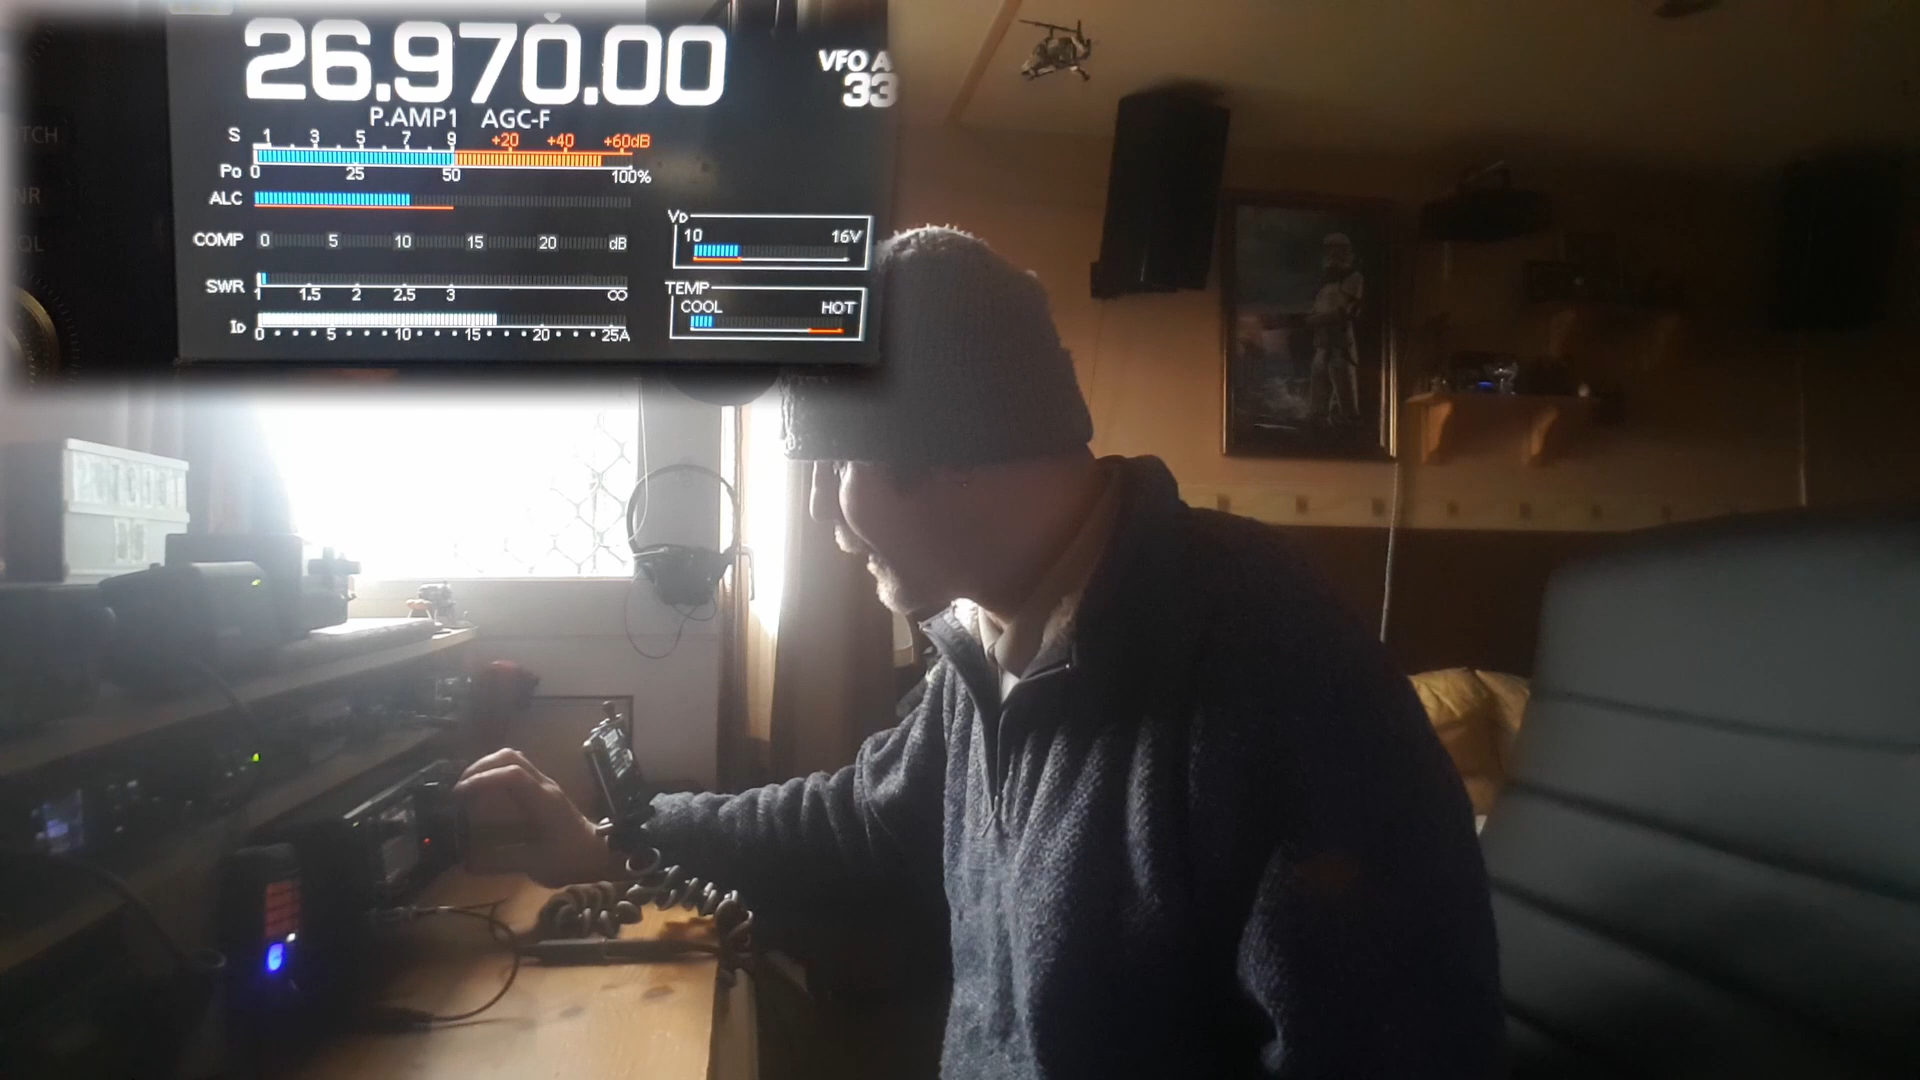 26.970.00
VFO A
33
P.AMP1 AGC-F
S 1 3 5 7 9 +20 +40 +60dB
Po 0 25 50 100%
ALC
COMP 0 5 10 15 20 dB
SWR 1 1.5 2 2.5 3 ∞
ID 0 5 10 15 20 25A
VD
10 16V
TEMP
COOL HOT
OTCH
NR